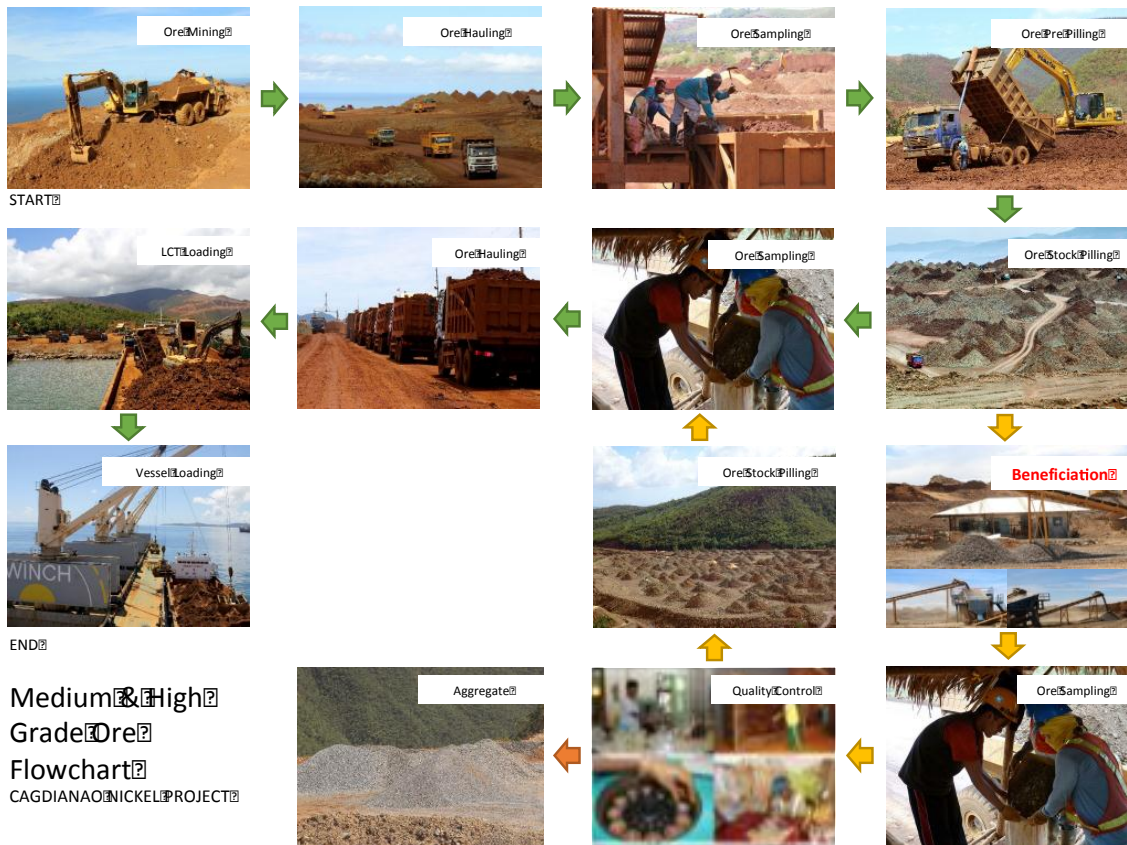 Ore Mining
Ore Hauling
Ore Sampling
Ore Pre Pilling
START
LCT Loading
Ore Hauling
Ore Sampling
Ore Stock Pilling
Vessel Loading
WINCH
Ore Stock Pilling
Beneficiation
END
Aggregate
Quality Control
Ore Sampling
Medium & High
Grade Ore
Flowchart
CAGDIANAO NICKEL PROJECT